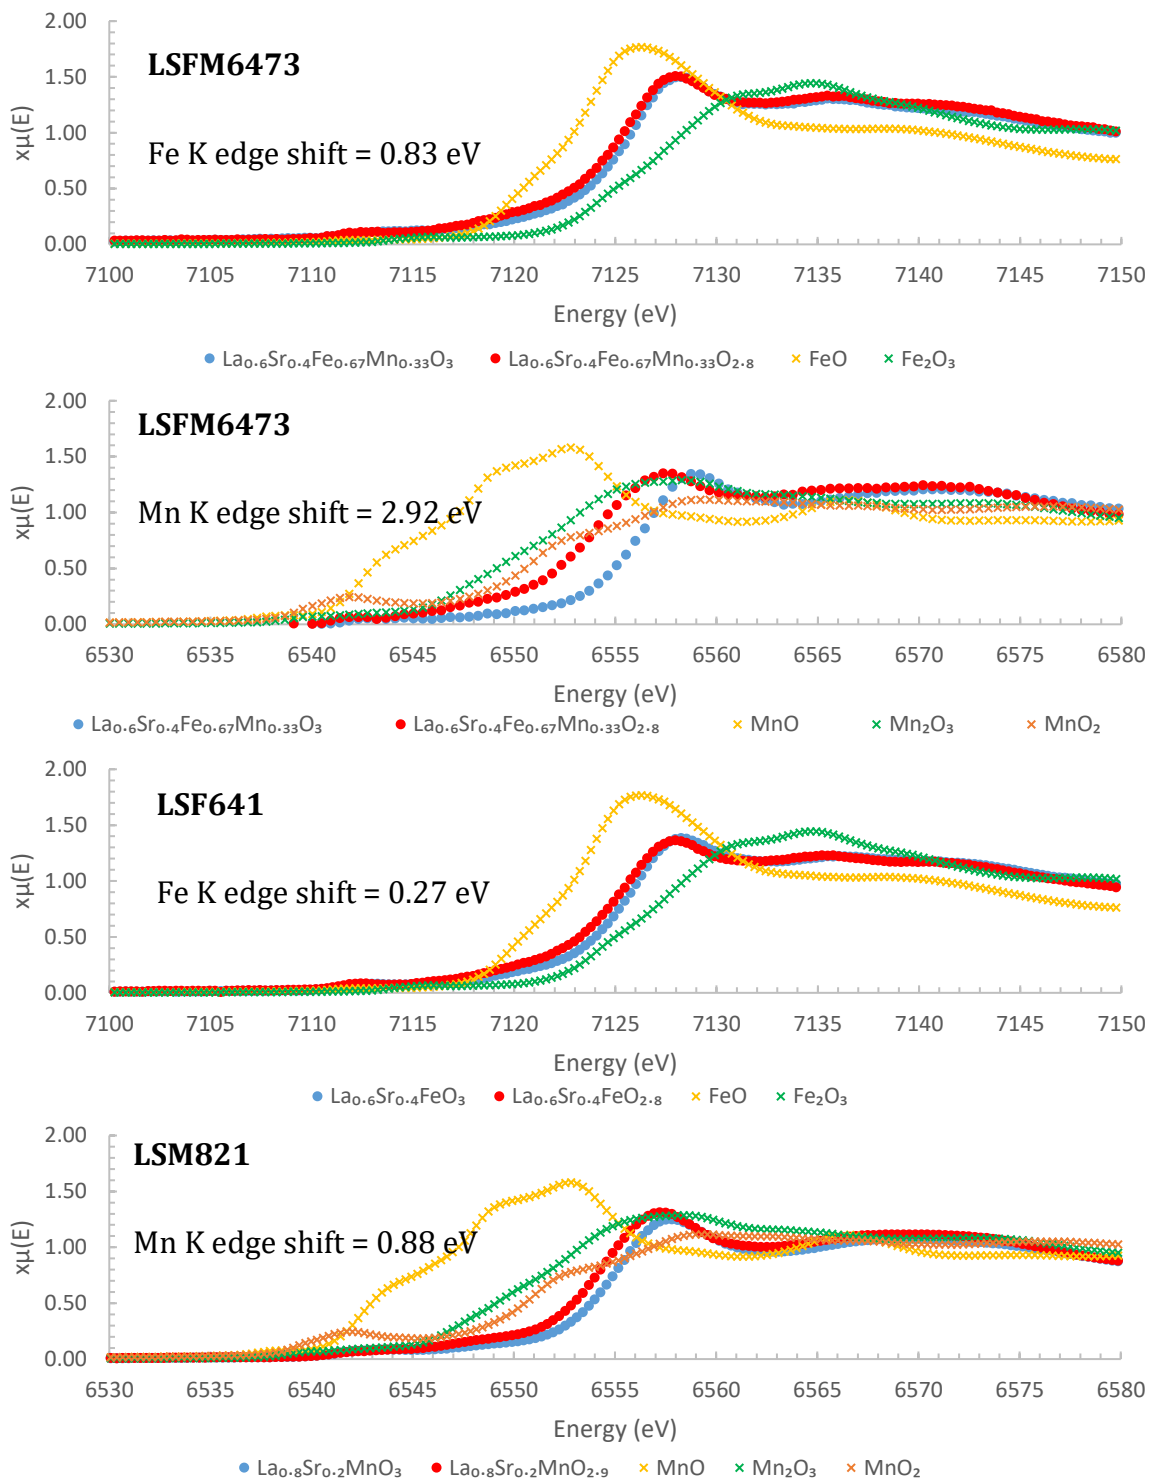 2.00
LSFM6473
1.50
xμ(E)
1.00
Fe K edge shift = 0.83 eV
0.50
0.00
7100 7105 7110 7115 7120 7125 7130 7135 7140 7145 7150
Energy (eV)
La₀.₆Sr₀.₄Fe₀.₆₇Mn₀.₃₃O₃ La₀.₆Sr₀.₄Fe₀.₆₇Mn₀.₃₃O₂.₈ FeO Fe₂O₃
2.00
LSFM6473
1.50
xμ(E)
Mn K edge shift = 2.92 eV
1.00
0.50
0.00
6530 6535 6540 6545 6550 6555 6560 6565 6570 6575 6580
Energy (eV)
La₀.₆Sr₀.₄Fe₀.₆₇Mn₀.₃₃O₃ La₀.₆Sr₀.₄Fe₀.₆₇Mn₀.₃₃O₂.₈ MnO Mn₂O₃ MnO₂
2.00
LSF641
1.50
xμ(E)
Fe K edge shift = 0.27 eV
1.00
0.50
0.00
7100 7105 7110 7115 7120 7125 7130 7135 7140 7145 7150
Energy (eV)
La₀.₆Sr₀.₄FeO₃ La₀.₆Sr₀.₄FeO₂.₈ FeO Fe₂O₃
2.00
LSM821
1.50
xμ(E)
Mn K edge shift = 0.88 eV
1.00
0.50
0.00
6530 6535 6540 6545 6550 6555 6560 6565 6570 6575 6580
Energy (eV)
La₀.₈Sr₀.₂MnO₃ La₀.₈Sr₀.₂MnO₂.₉ MnO Mn₂O₃ MnO₂